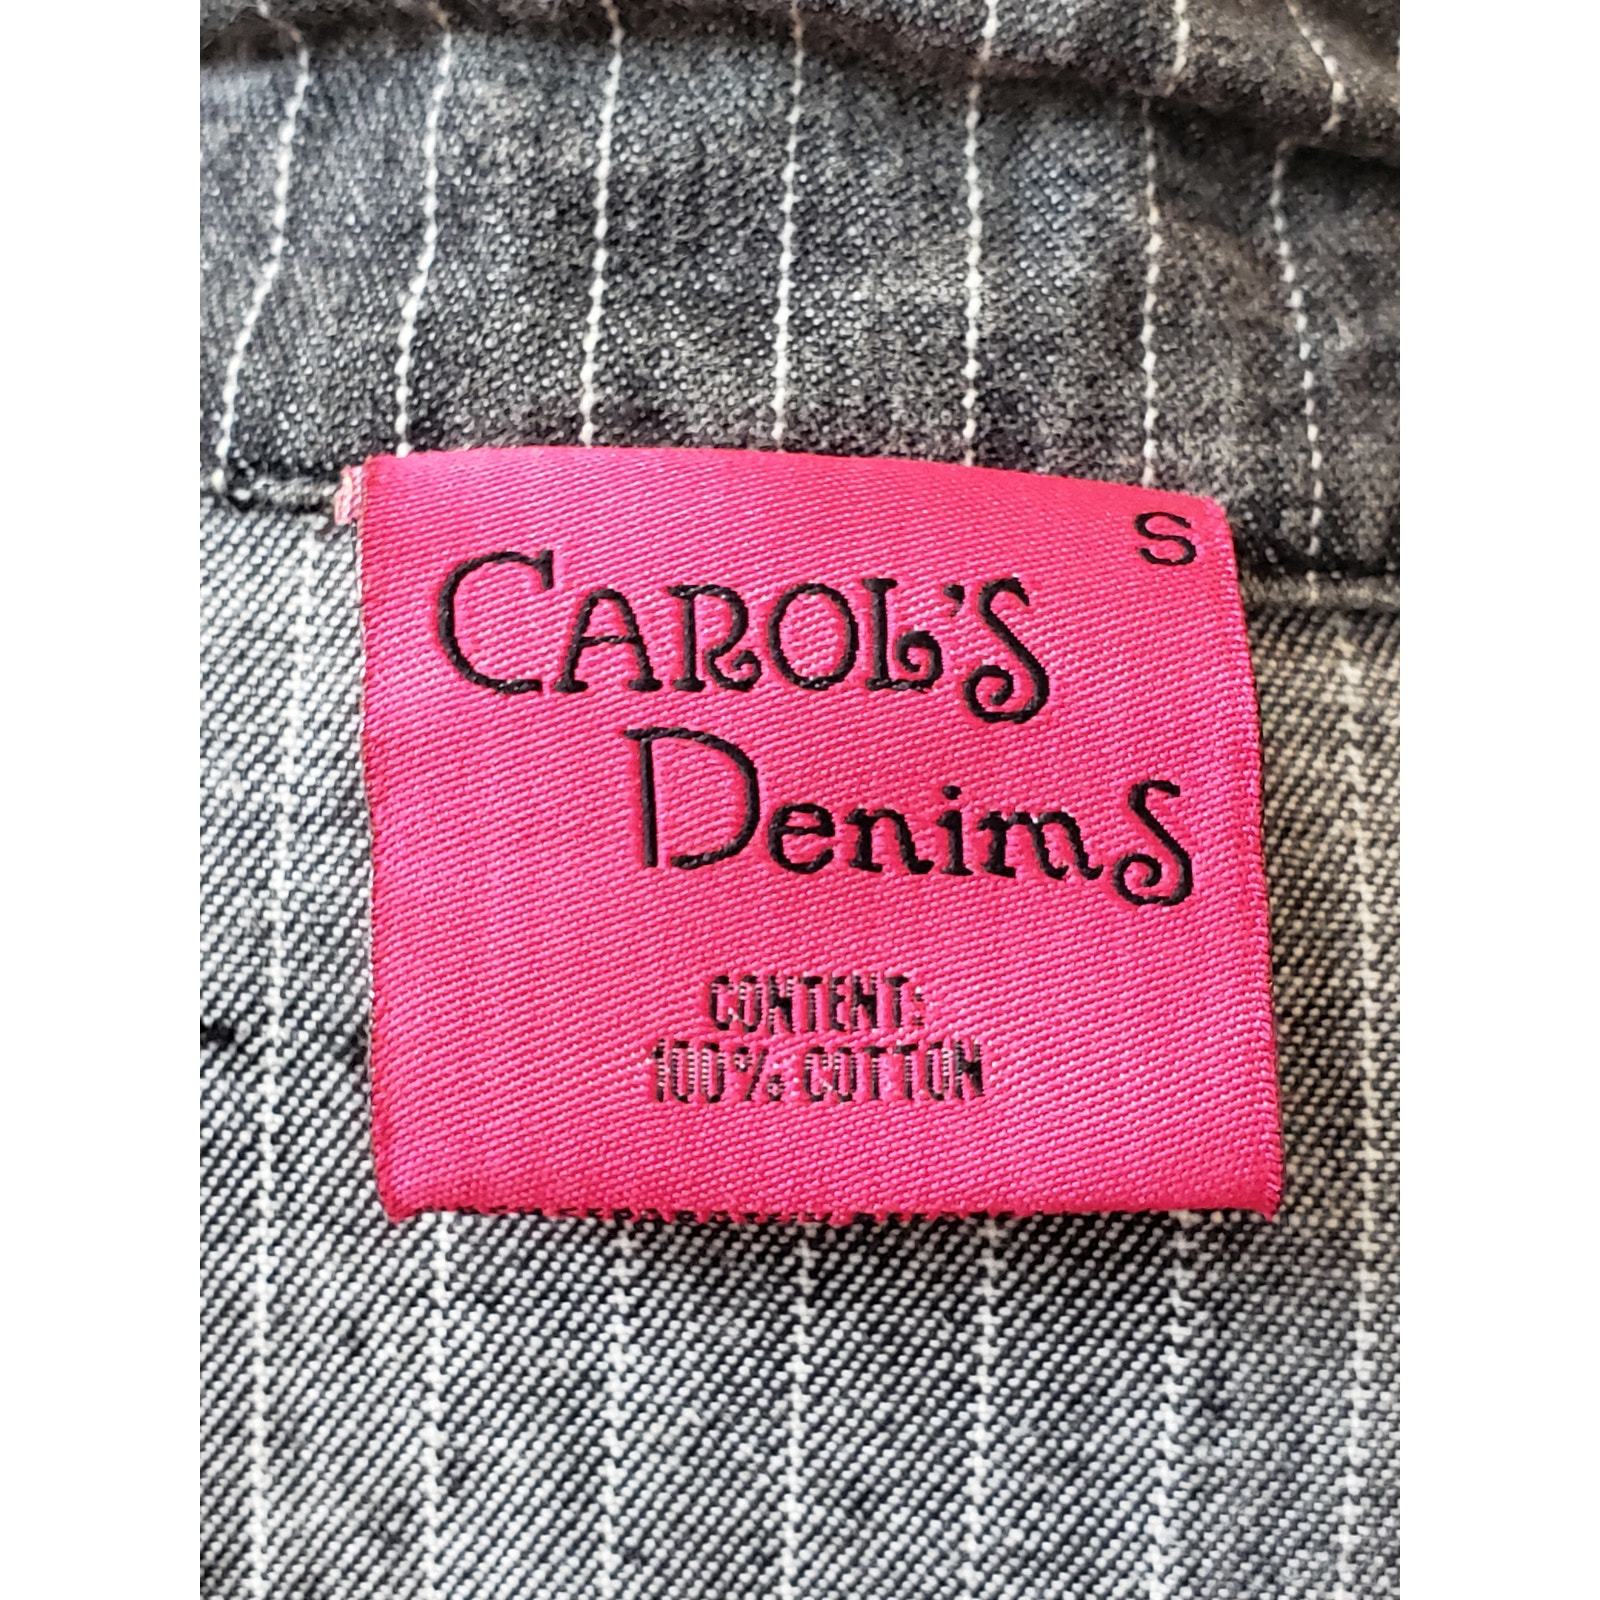 S
CAROL'S
DenimS
CONTENT:
100% COTTON